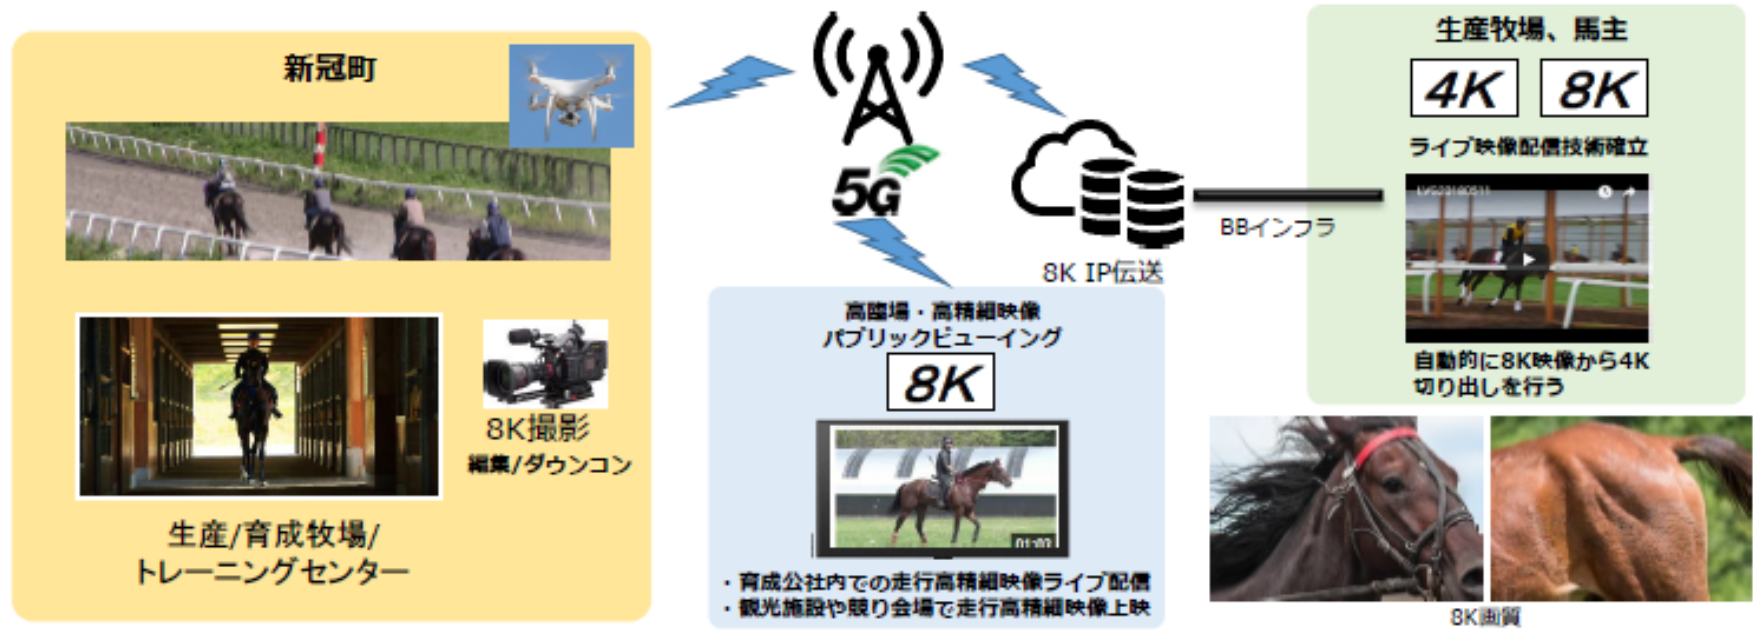 新冠町
8K撮影
編集/ダウンコン
生産/育成牧場/
トレーニングセンター
5G
8K IP伝送
BBインフラ
高臨場・高精細映像
パブリックビューイング
8K
01:03
・育成公社内での走行高精細映像ライブ配信
・観光施設や競り会場で走行高精細映像上映
生産牧場、馬主
4K 8K
ライブ映像配信技術確立
LVS20180511
自動的に8K映像から4K
切り出しを行う
8K画質